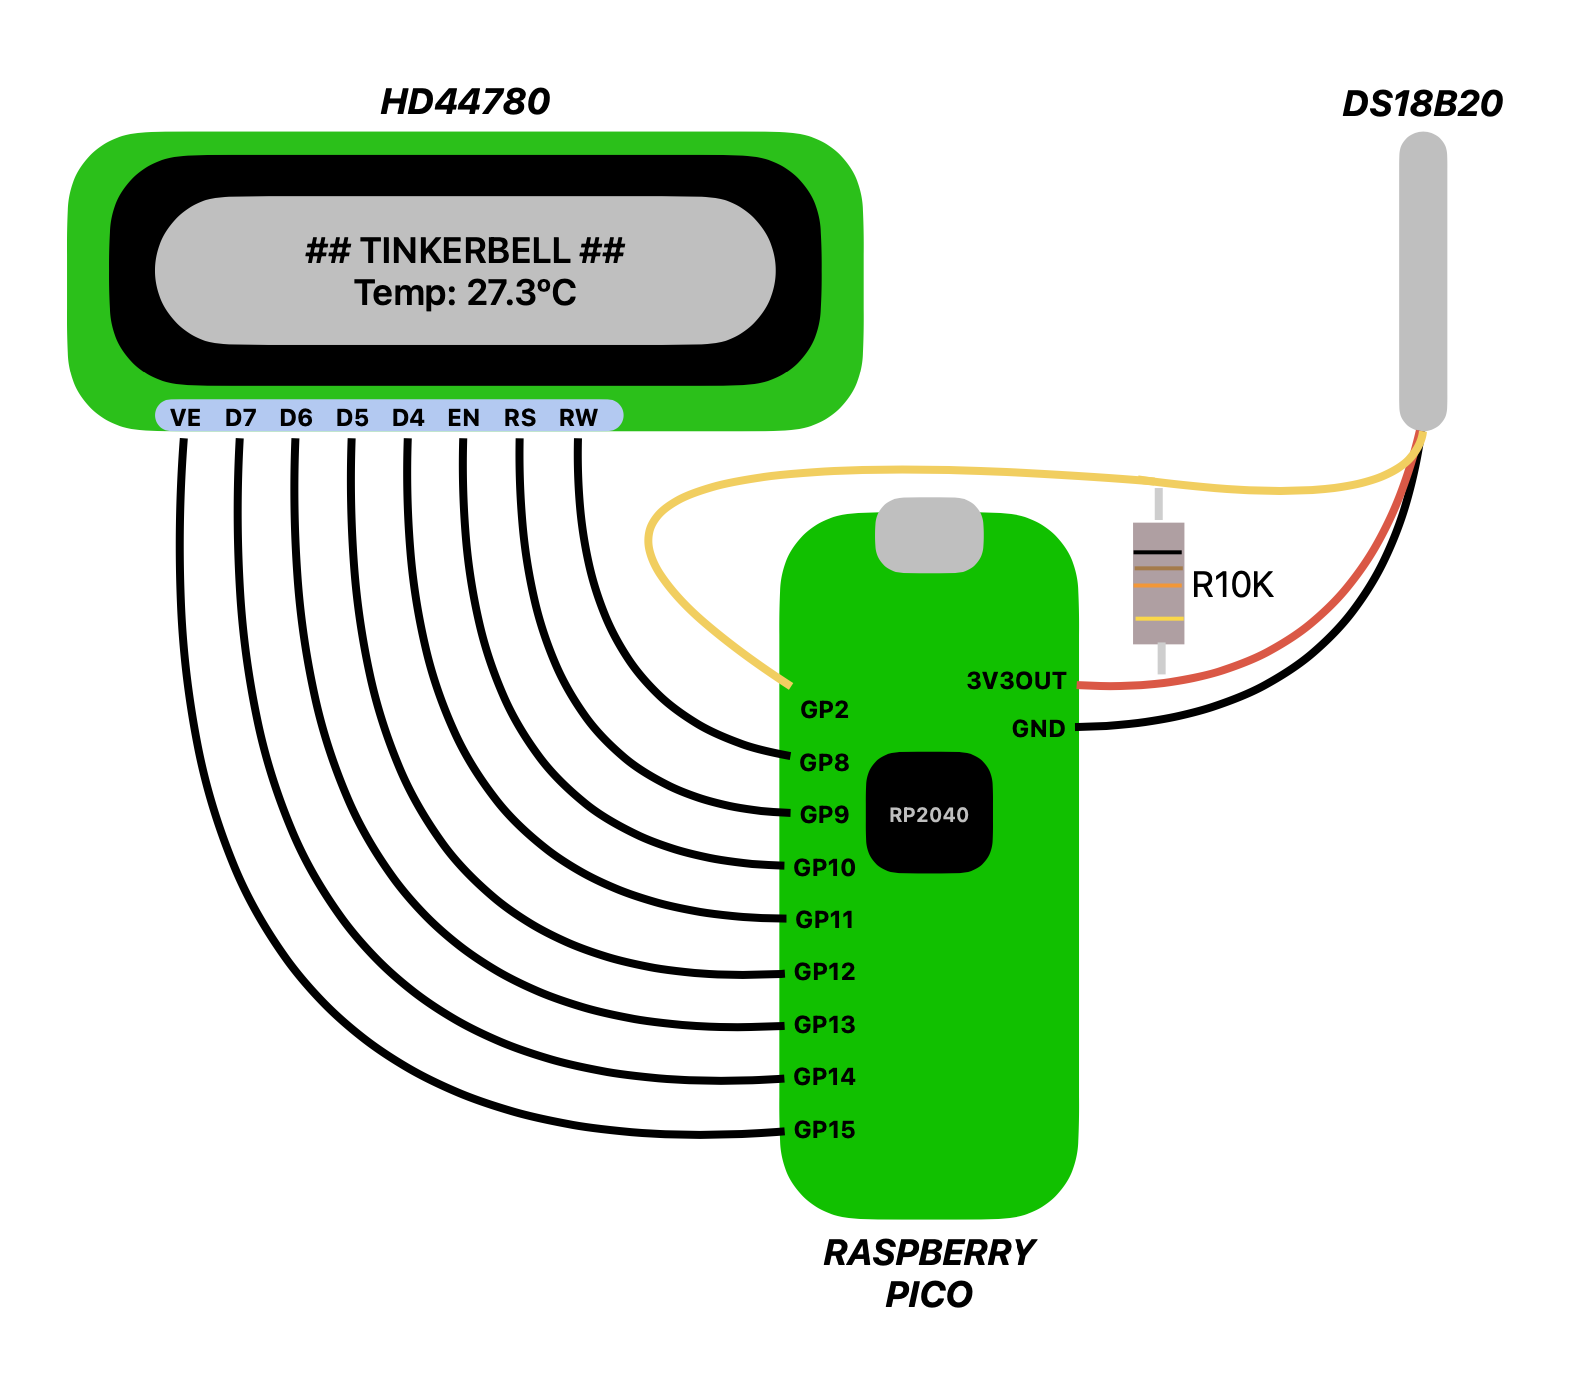 HD44780
DS18B20
## TINKERBELL ##
Temp: 27.3ºC
VE D7 D6 D5 D4 EN RS RW
R10K
3V3OUT
GP2
GND
GP8
GP9
RP2040
GP10
GP11
GP12
GP13
GP14
GP15
RASPBERRY
PICO